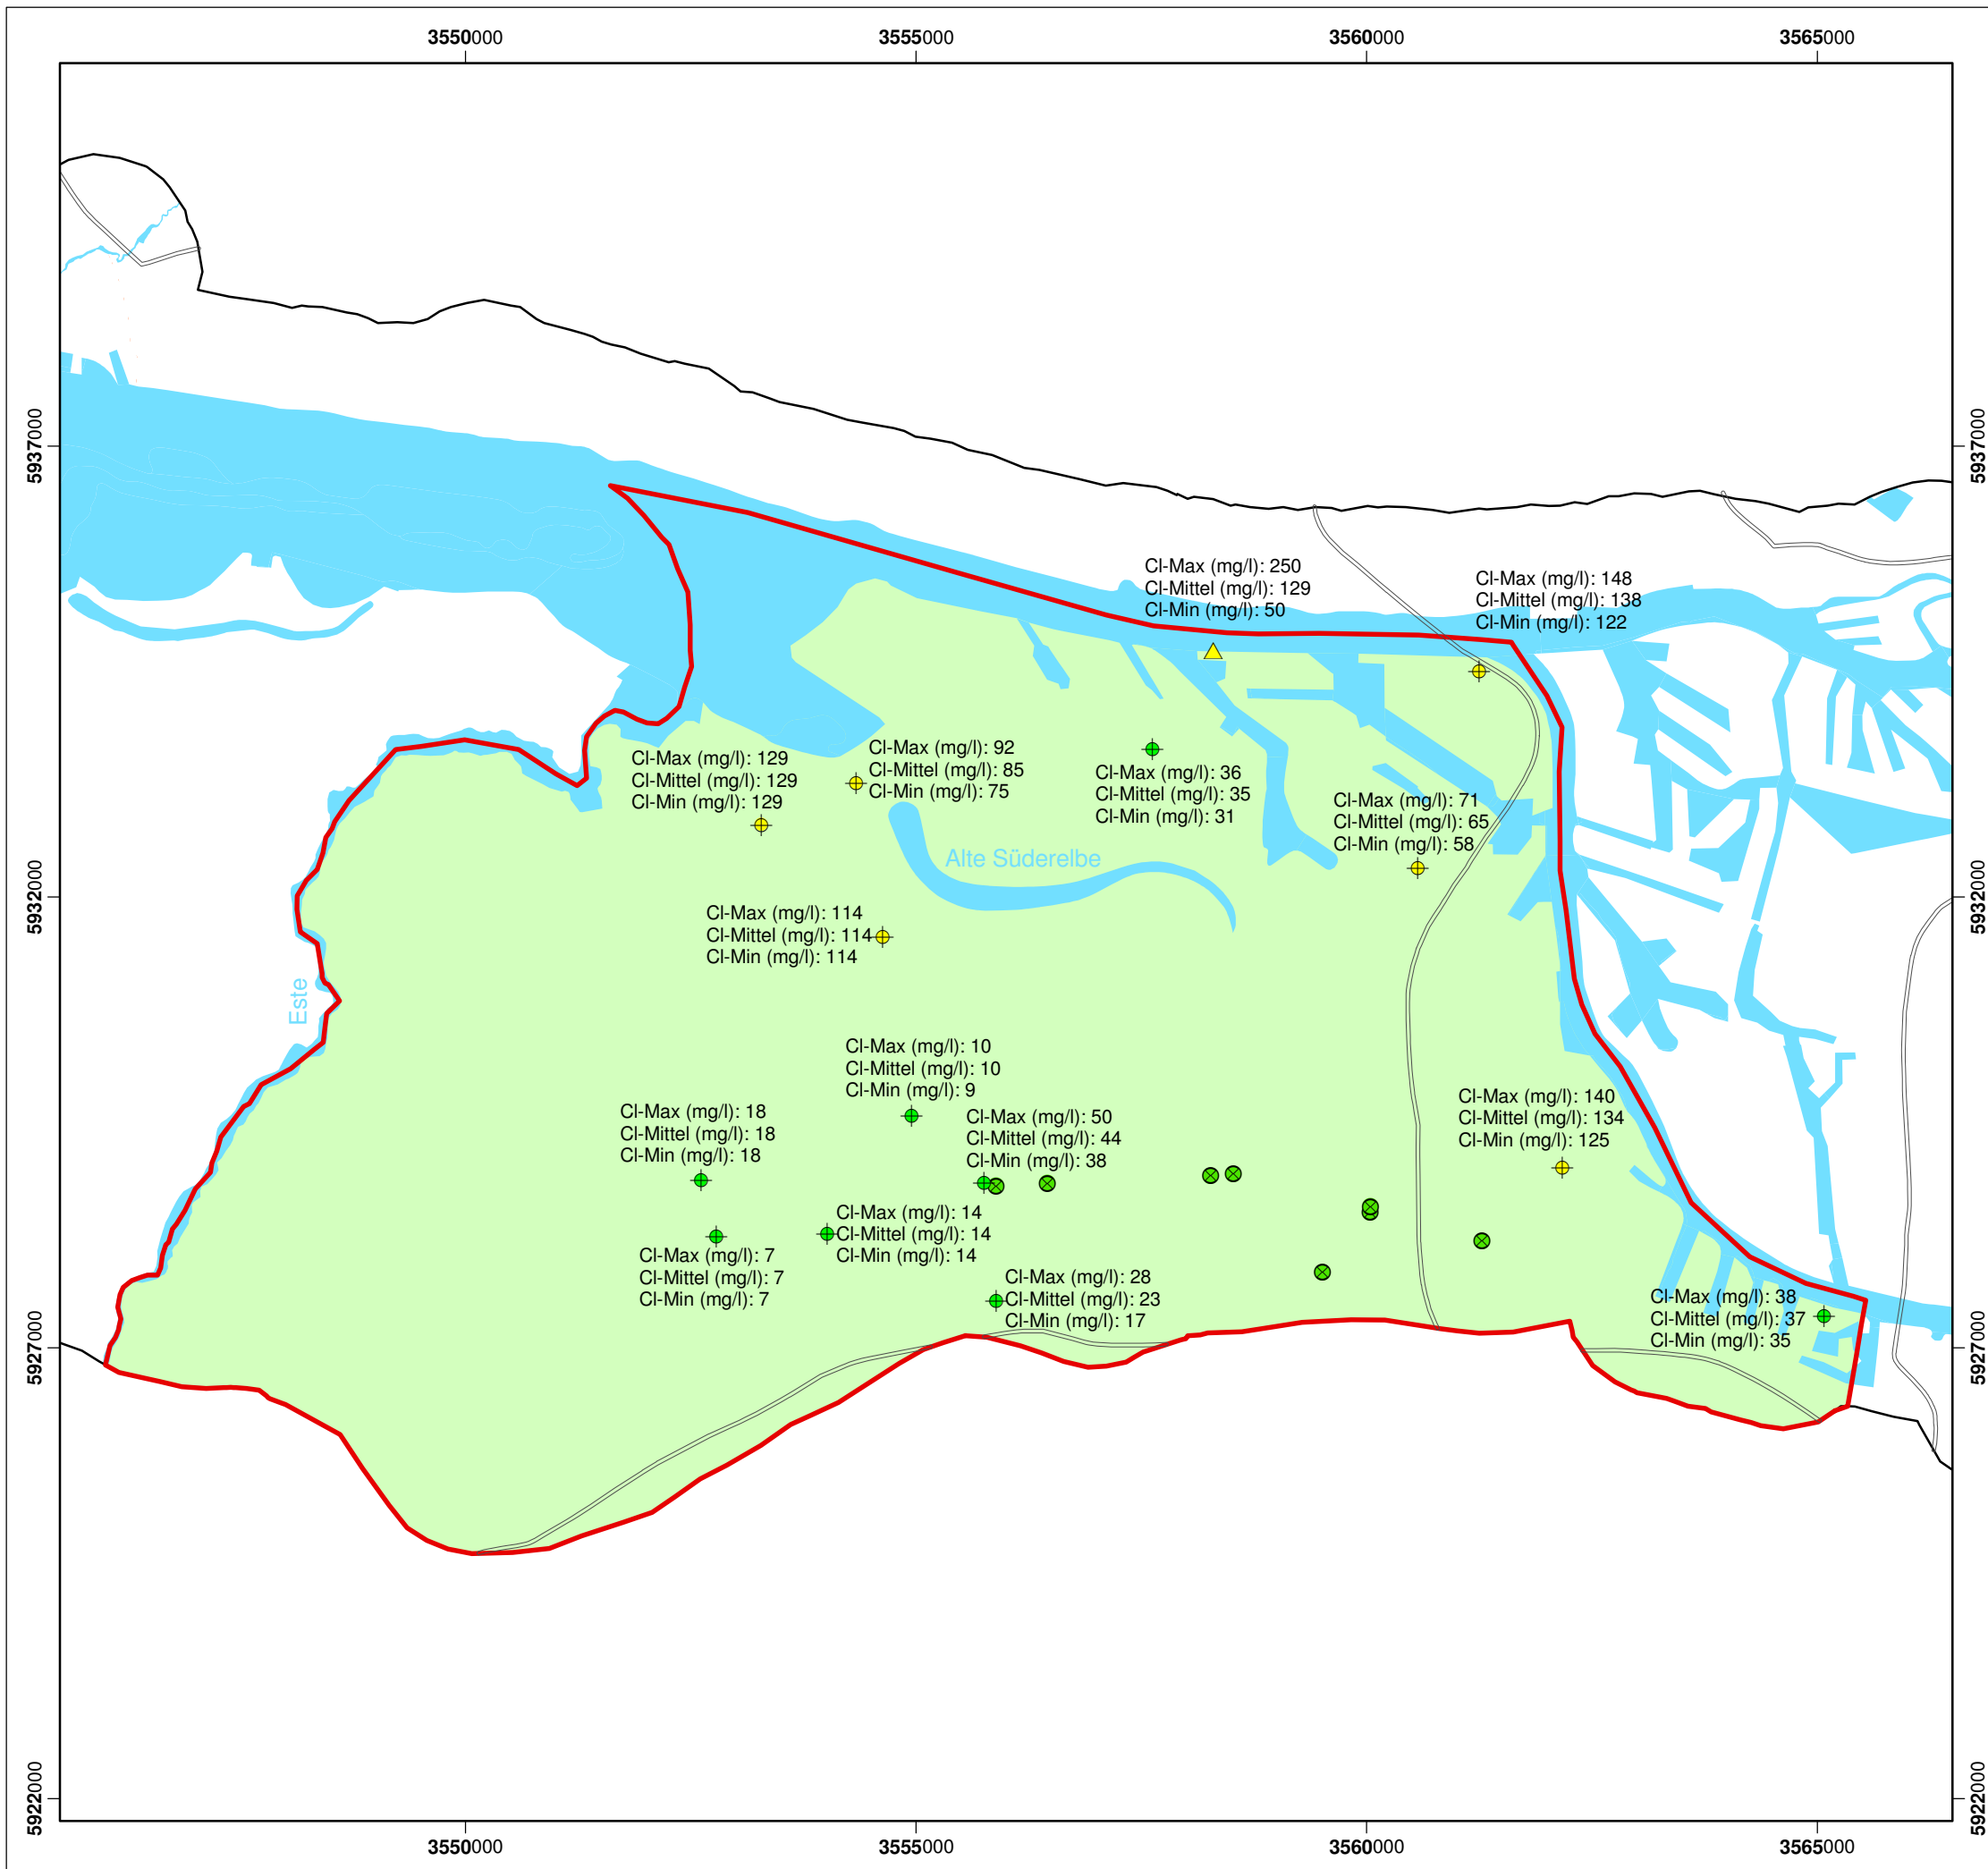 3550000 3555000 3560000 3565000
5937000 5937000
Cl-Max (mg/l): 250
Cl-Mittel (mg/l): 129
Cl-Min (mg/l): 50
Cl-Max (mg/l): 148
Cl-Mittel (mg/l): 138
Cl-Min (mg/l): 122
Cl-Max (mg/l): 129
Cl-Mittel (mg/l): 129
Cl-Min (mg/l): 129
Cl-Max (mg/l): 92
Cl-Mittel (mg/l): 85
Cl-Min (mg/l): 75
Cl-Max (mg/l): 36
Cl-Mittel (mg/l): 35
Cl-Min (mg/l): 31
Cl-Max (mg/l): 71
Cl-Mittel (mg/l): 65
Cl-Min (mg/l): 58
Alte Süderelbe
5932000 5932000
Cl-Max (mg/l): 114
Cl-Mittel (mg/l): 114
Cl-Min (mg/l): 114
Este
Cl-Max (mg/l): 10
Cl-Mittel (mg/l): 10
Cl-Min (mg/l): 9
Cl-Max (mg/l): 18
Cl-Mittel (mg/l): 18
Cl-Min (mg/l): 18
Cl-Max (mg/l): 50
Cl-Mittel (mg/l): 44
Cl-Min (mg/l): 38
Cl-Max (mg/l): 140
Cl-Mittel (mg/l): 134
Cl-Min (mg/l): 125
Cl-Max (mg/l): 14
Cl-Mittel (mg/l): 14
Cl-Min (mg/l): 14
Cl-Max (mg/l): 7
Cl-Mittel (mg/l): 7
Cl-Min (mg/l): 7
Cl-Max (mg/l): 28
Cl-Mittel (mg/l): 23
Cl-Min (mg/l): 17
Cl-Max (mg/l): 38
Cl-Mittel (mg/l): 37
Cl-Min (mg/l): 35
5927000 5927000
5922000 5922000
3550000 3555000 3560000 3565000